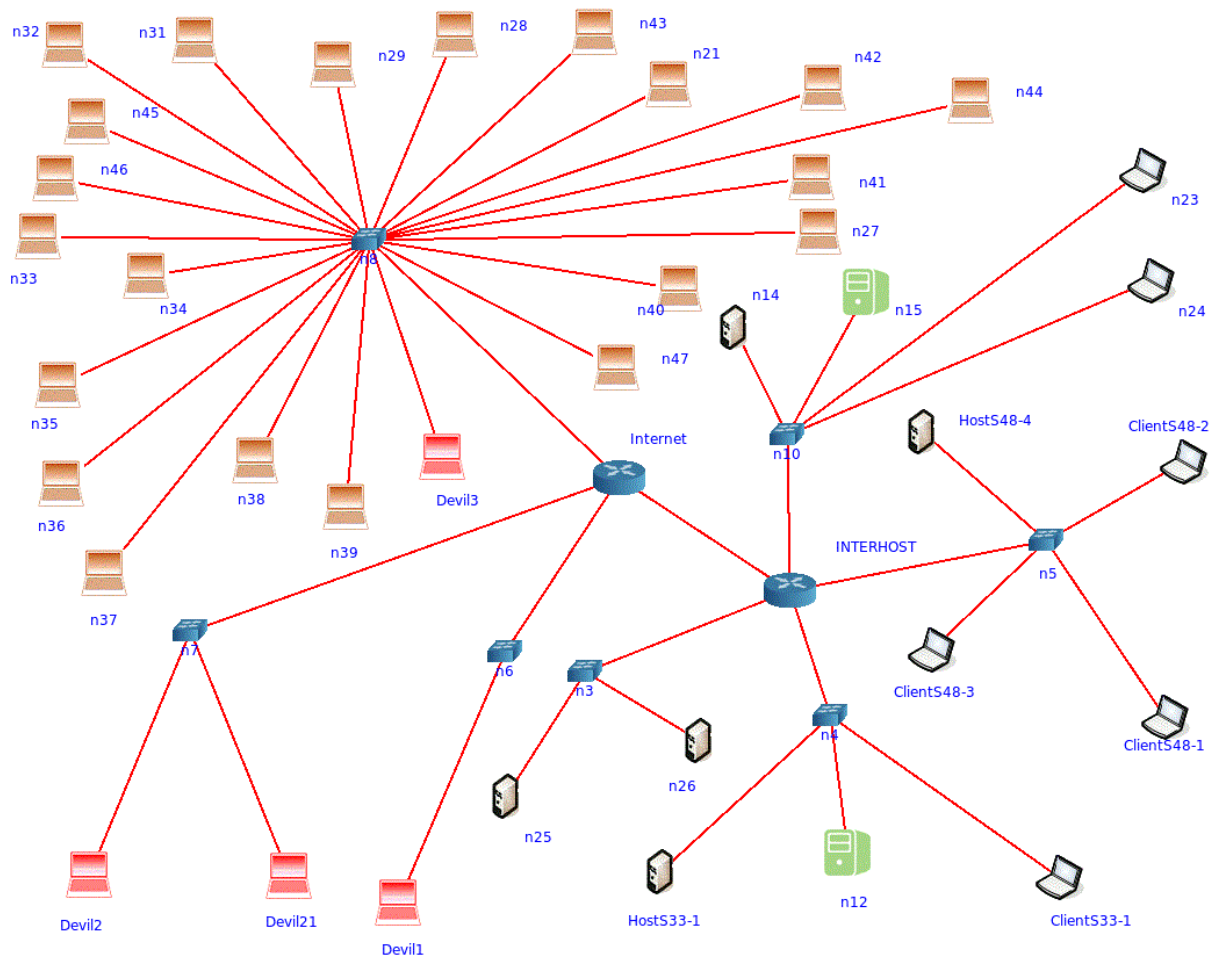 n32
n31
n29
n28
n43
n21
n42
n44
n45
n46
n41
n23
n33
n8
n27
n34
n40
n14
n15
n24
n47
n35
n38
Devil3
Internet
n10
HostS48-4
ClientS48-2
n36
n39
INTERHOST
n5
n37
n7
n6
n3
n4
ClientS48-3
ClientS48-1
n26
n25
Devil2
Devil21
Devil1
HostS33-1
n12
ClientS33-1